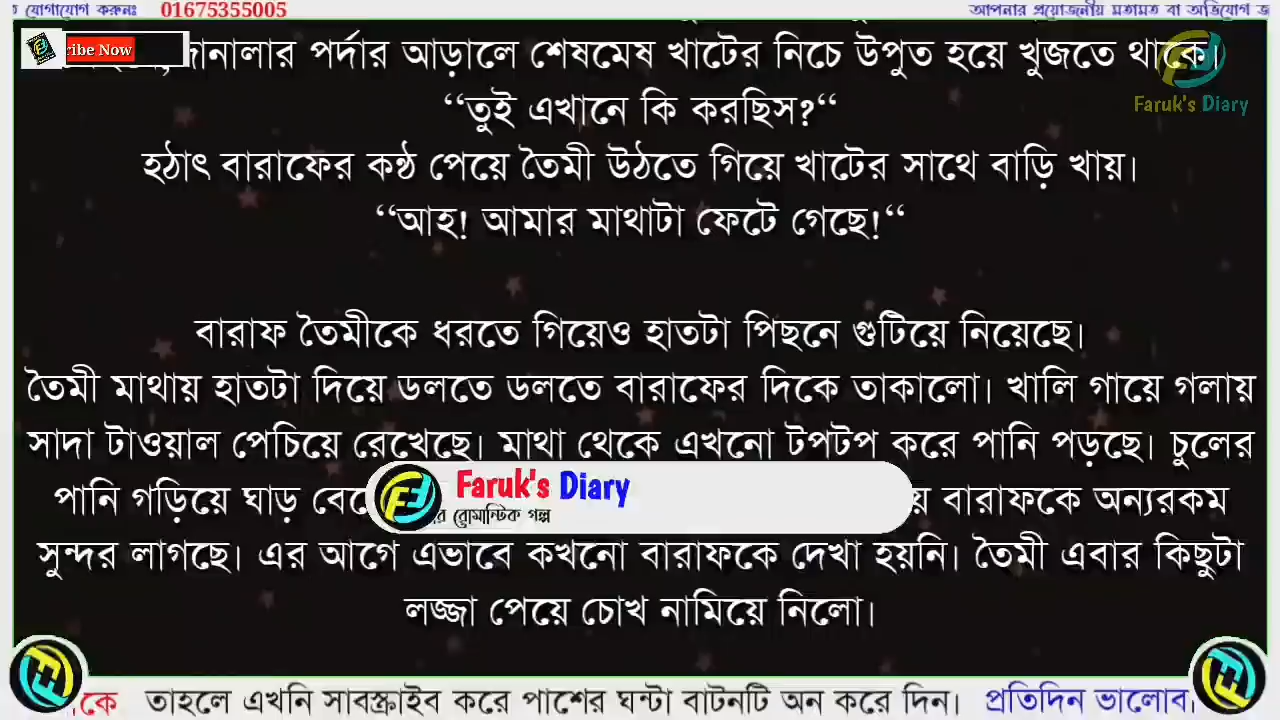 যোগাযোগ করুনঃ 01675355005 আপনার প্রয়োজনীয় মতামত বা অভিযোগ
ribe Now
জানালার পর্দার আড়ালে শেষমেষ খাটের নিচে উপুত হয়ে খুজতে থাকে।
Faruk's Diary
‘‘তুই এখানে কি করছিস?‘‘
হঠাৎ বারাফের কন্ঠ পেয়ে তৈমী উঠতে গিয়ে খাটের সাথে বাড়ি খায়।
‘‘আহ! আমার মাথাটা ফেটে গেছে!‘‘
বারাফ তৈমীকে ধরতে গিয়েও হাতটা পিছনে গুটিয়ে নিয়েছে।
তৈমী মাথায় হাতটা দিয়ে ডলতে ডলতে বারাফের দিকে তাকালো। খালি গায়ে গলায়
সাদা টাওয়াল পেচিয়ে রেখেছে। মাথা থেকে এখনো টপটপ করে পানি পড়ছে। চুলের
পানি গড়িয়ে ঘাড় বারাফকে অন্যরকম
Faruk's Diary
রোমান্টিক গল্প
সুন্দর লাগছে। এর আগে এভাবে কখনো বারাফকে দেখা হয়নি। তৈমী এবার কিছুটা
লজ্জা পেয়ে চোখ নামিয়ে নিলো।
তাহলে এখনি সাবস্ক্রাইব করে পাশের ঘন্টা বাটনটি অন করে দিন। প্রতিদিন